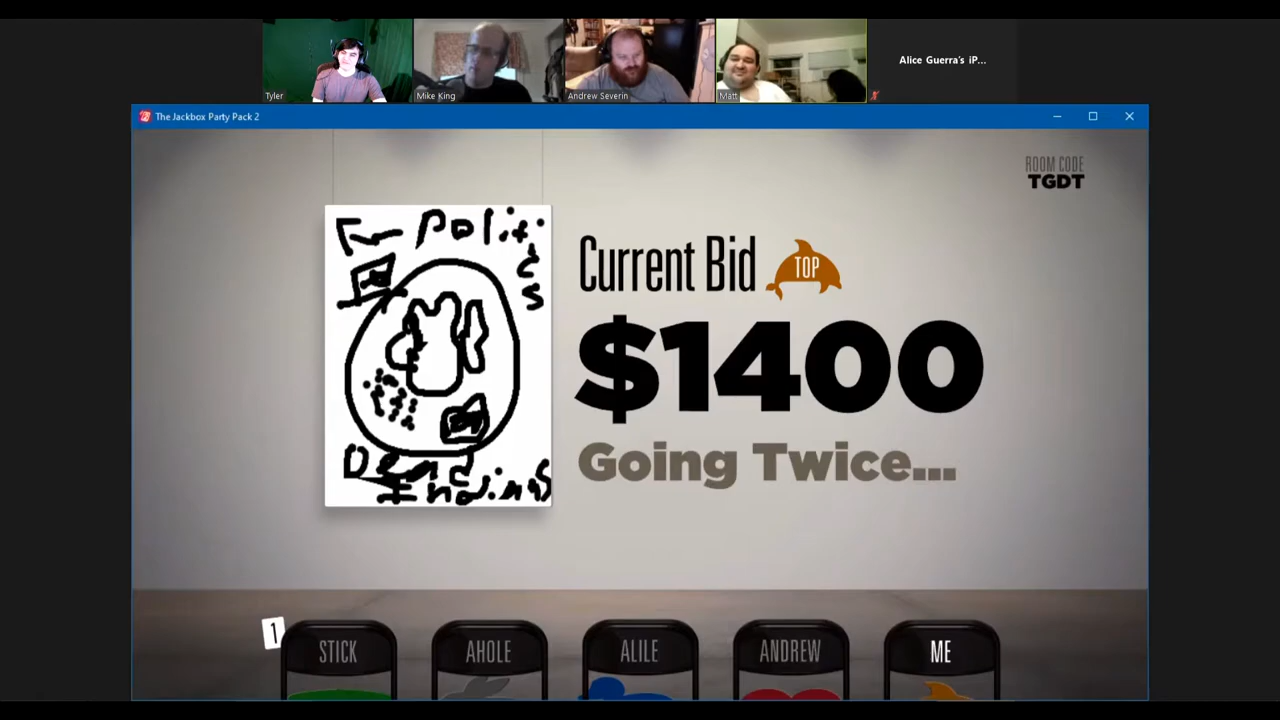 Tyler
Mike King
Andrew Severin
Matt
Alice Guerra's iP...
The Jackbox Party Pack 2
ROOM CODE
TGDT
Politics
Current Bid
TOP
$1400
Going Twice...
1
STICK
AHOLE
ALILE
ANDREW
ME